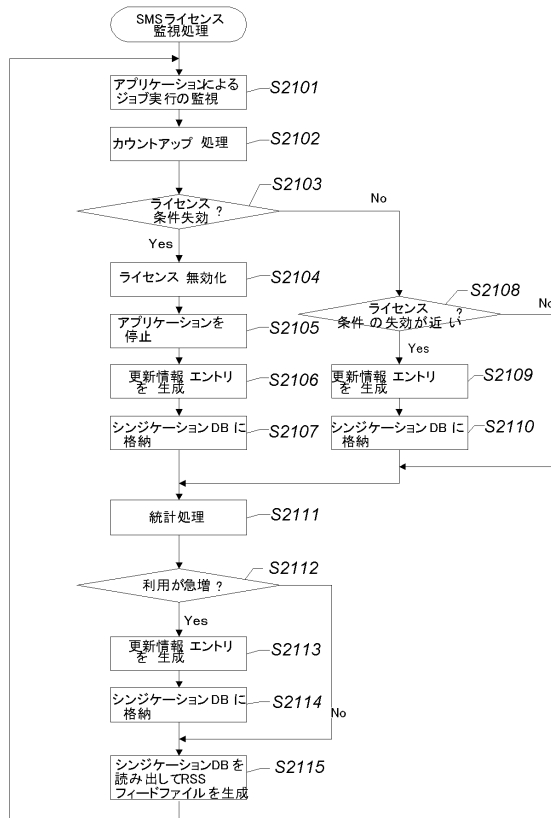 SMSライセンス
監視処理
アプリケーションによる
ジョブ実行の監視
S2101
カウントアップ 処理
S2102
ライセンス
条件失効 ?
S2103
No
Yes
ライセンス 無効化
S2104
ライセンス
条件 の失効が近い ?
S2108
No
アプリケーションを
停止
S2105
Yes
更新情報 エントリ
を 生成
S2106
更新情報 エントリ
を 生成
S2109
シンジケーションDB に
格納
S2107
シンジケーションDB に
格納
S2110
統計処理
S2111
利用が急増 ?
S2112
Yes
更新情報 エントリ
を 生成
S2113
シンジケーションDB に
格納
S2114
No
シンジケーションDB を
読み出してRSS
フィードファイル を生成
S2115